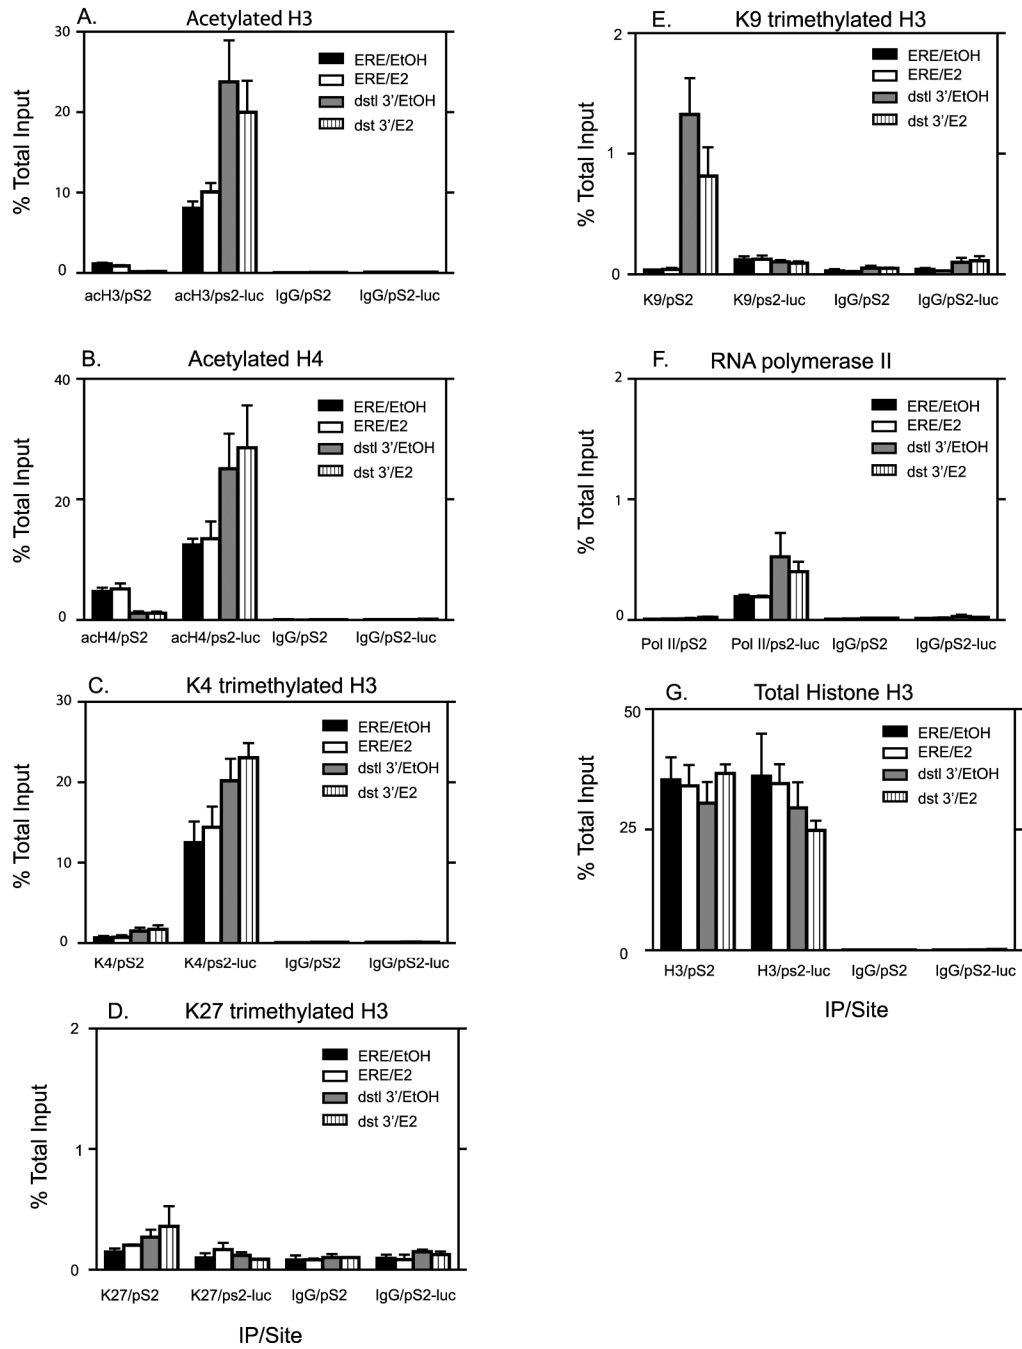 A. Acetylated H3
30
20
10
0
% Total Input
ERE/EtOH
ERE/E2
dstl 3'/EtOH
dst 3'/E2
acH3/pS2 acH3/ps2-luc IgG/pS2 IgG/pS2-luc
B. Acetylated H4
40
20
0
% Total Input
ERE/EtOH
ERE/E2
dstl 3'/EtOH
dst 3'/E2
acH4/pS2 acH4/ps2-luc IgG/pS2 IgG/pS2-luc
C. K4 trimethylated H3
30
20
10
0
% Total Input
ERE/EtOH
ERE/E2
dstl 3'/EtOH
dst 3'/E2
K4/pS2 K4/ps2-luc IgG/pS2 IgG/pS2-luc
D. K27 trimethylated H3
2
1
0
% Total Input
ERE/EtOH
ERE/E2
dstl 3'/EtOH
dst 3'/E2
K27/pS2 K27/ps2-luc IgG/pS2 IgG/pS2-luc
IP/Site
E. K9 trimethylated H3
2
1
0
% Total Input
ERE/EtOH
ERE/E2
dstl 3'/EtOH
dst 3'/E2
K9/pS2 K9/ps2-luc IgG/pS2 IgG/pS2-luc
F. RNA polymerase II
2
1
0
% Total Input
ERE/EtOH
ERE/E2
dstl 3'/EtOH
dst 3'/E2
Pol II/pS2 Pol II/ps2-luc IgG/pS2 IgG/pS2-luc
G. Total Histone H3
50
25
0
% Total Input
ERE/EtOH
ERE/E2
dstl 3'/EtOH
dst 3'/E2
H3/pS2 H3/ps2-luc IgG/pS2 IgG/pS2-luc
IP/Site